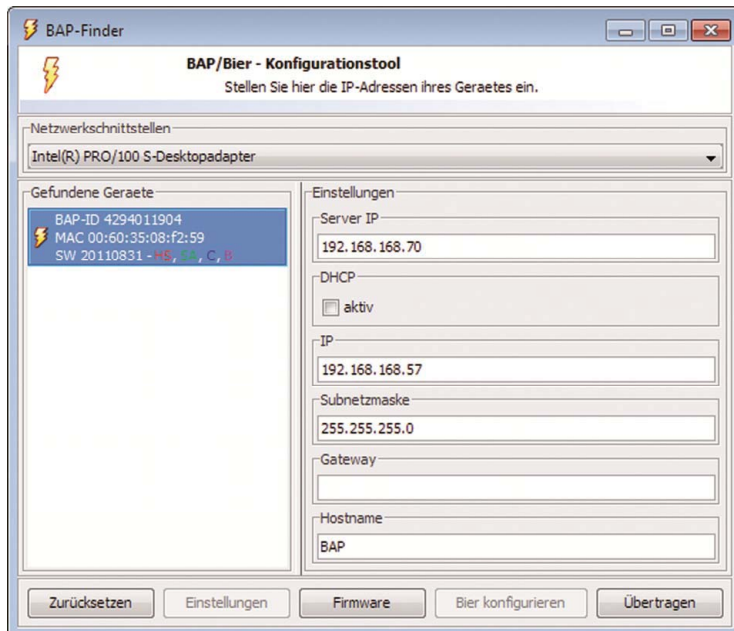 BAP-Finder
BAP/Bier - Konfigurationstool
Stellen Sie hier die IP-Adressen ihres Geraetes ein.
Netzwerkschnittstellen
Intel(R) PRO/100 S-Desktopadapter
Gefundene Geraete
BAP-ID 4294011904
MAC 00:60:35:08:f2:59
SW 20110831 - HS, SA, C, B
Einstellungen
Server IP
192.168.168.70
DHCP
aktiv
IP
192.168.168.57
Subnetzmaske
255.255.255.0
Gateway
Hostname
BAP
Zurücksetzen
Einstellungen
Firmware
Bier konfigurieren
Übertragen